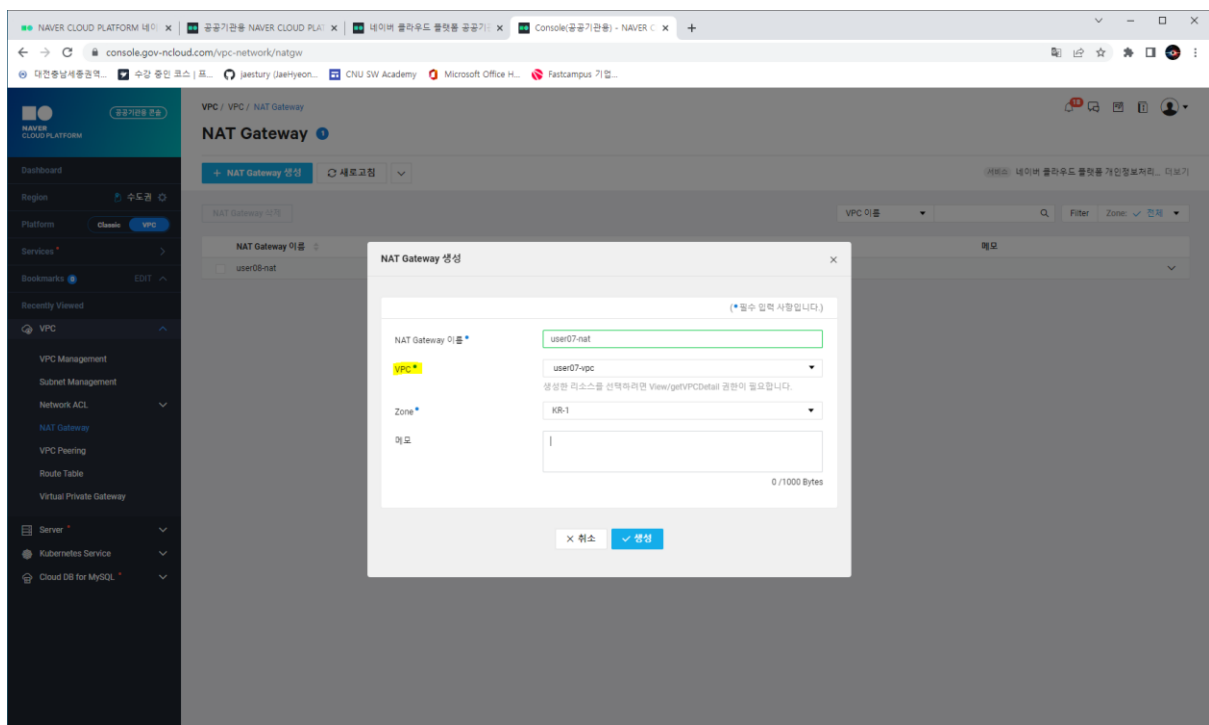 NAVER CLOUD PLATFORM 네이
공공기관용 NAVER CLOUD PLA
네이버 클라우드 플랫폼 공공기관
Console(공공기관용) - NAVER C
console.gov-ncloud.com/vpc-network/natgw
대전충남세종권역...
수강 중인 코스 | 프...
jaestury (JaeHyeon...
CNU SW Academy
Microsoft Office H...
Fastcampus 기업...
NAVER
CLOUD PLATFORM
(공공기관용 콘솔)
Dashboard
Region 수도권
Platform Classic VPC
Services
Bookmarks EDIT
Recently Viewed
VPC
VPC Management
Subnet Management
Network ACL
NAT Gateway
VPC Peering
Route Table
Virtual Private Gateway
Server
Kubernetes Service
Cloud DB for MySQL
VPC / VPC / NAT Gateway
NAT Gateway
+ NAT Gateway 생성 새로고침
서비스 네이버 클라우드 플랫폼 개인정보처리... 더보기
NAT Gateway 삭제
VPC 이름 Filter Zone: 전체
NAT Gateway 이름 메모
user08-nat
NAT Gateway 생성
(•필수 입력 사항입니다.)
NAT Gateway 이름• user07-nat
VPC• user07-vpc
생성한 리소스를 선택하려면 View/getVPCDetail 권한이 필요합니다.
Zone• KR-1
메모
0 /1000 Bytes
취소 생성